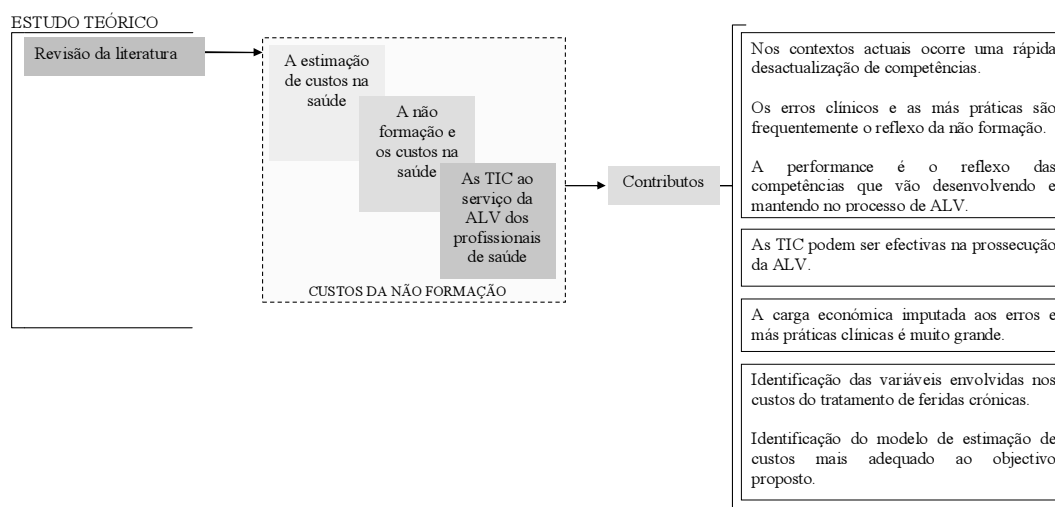 ESTUDO TEÓRICO
Revisão da literatura
A estimação
de custos na
saúde
A não
formação e
os custos na
saúde
As TIC ao
serviço da
ALV dos
profissionais
de saúde
CUSTOS DA NÃO FORMAÇÃO
Contributos
Nos contextos actuais ocorre uma rápida
desactualização de competências.
Os erros clínicos e as más práticas são
frequentemente o reflexo da não formação.
A performance é o reflexo das
competências que vão desenvolvendo e
mantendo no processo de ALV.
As TIC podem ser efectivas na prossecução
da ALV.
A carga económica imputada aos erros e
más práticas clínicas é muito grande.
Identificação das variáveis envolvidas nos
custos do tratamento de feridas crónicas.
Identificação do modelo de estimação de
custos mais adequado ao objectivo
proposto.